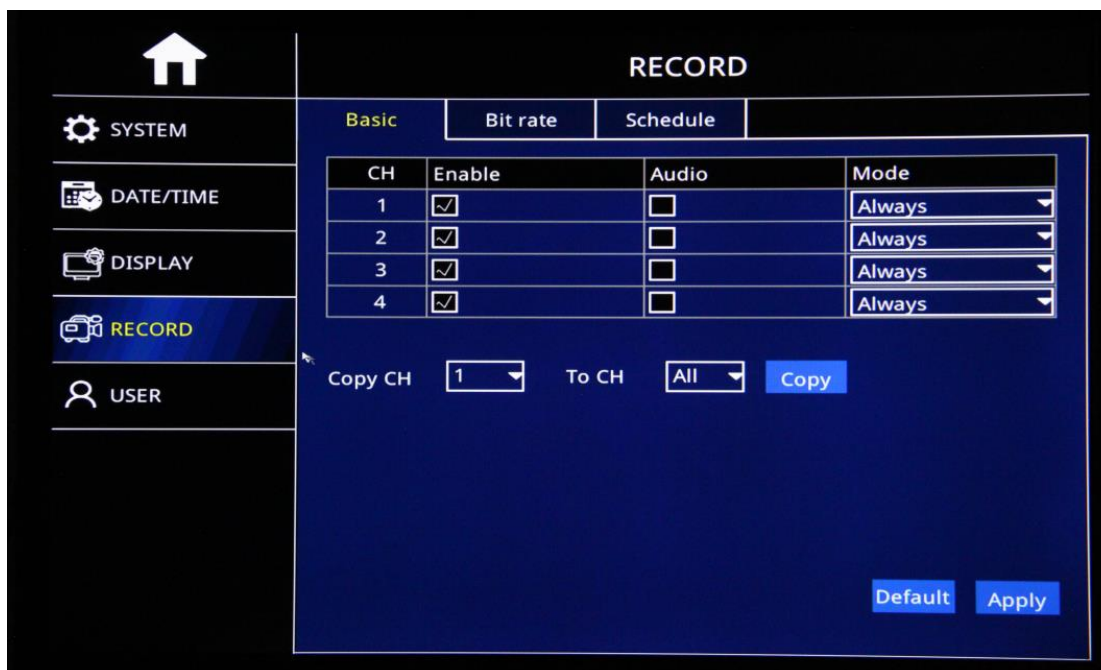 RECORD
SYSTEM
DATE/TIME
DISPLAY
RECORD
USER
Basic Bit rate Schedule
CH Enable Audio Mode
1 Always
2 Always
3 Always
4 Always
Copy CH 1 To CH All Copy
Default Apply